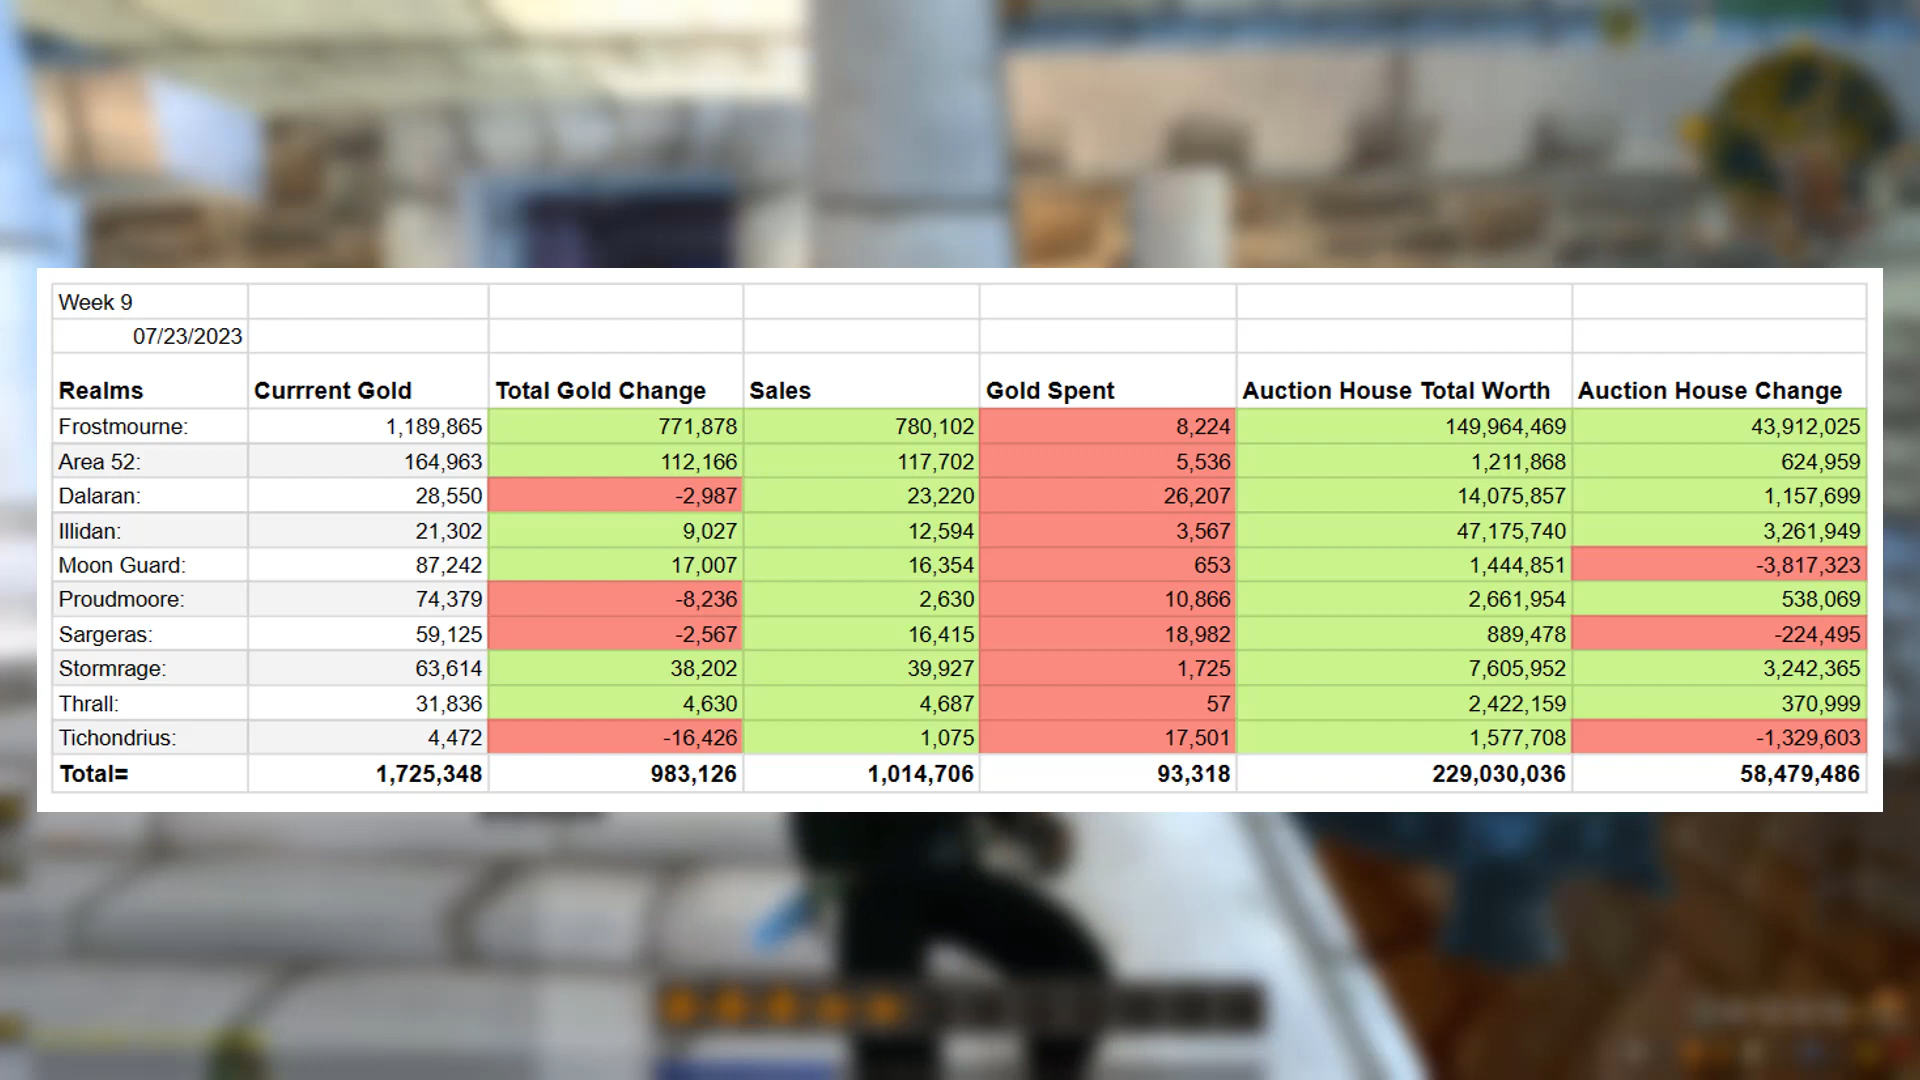 Week 9
07/23/2023
Realms Currrent Gold Total Gold Change Sales Gold Spent Auction House Total Worth Auction House Change
Frostmourne: 1,189,865 771,878 780,102 8,224 149,964,469 43,912,025
Area 52: 164,963 112,166 117,702 5,536 1,211,868 624,959
Dalaran: 28,550 -2,987 23,220 26,207 14,075,857 1,157,699
Illidan: 21,302 9,027 12,594 3,567 47,175,740 3,261,949
Moon Guard: 87,242 17,007 16,354 653 1,444,851 -3,817,323
Proudmoore: 74,379 -8,236 2,630 10,866 2,661,954 538,069
Sargeras: 59,125 -2,567 16,415 18,982 889,478 -224,495
Stormrage: 63,614 38,202 39,927 1,725 7,605,952 3,242,365
Thrall: 31,836 4,630 4,687 57 2,422,159 370,999
Tichondrius: 4,472 -16,426 1,075 17,501 1,577,708 -1,329,603
Total= 1,725,348 983,126 1,014,706 93,318 229,030,036 58,479,486